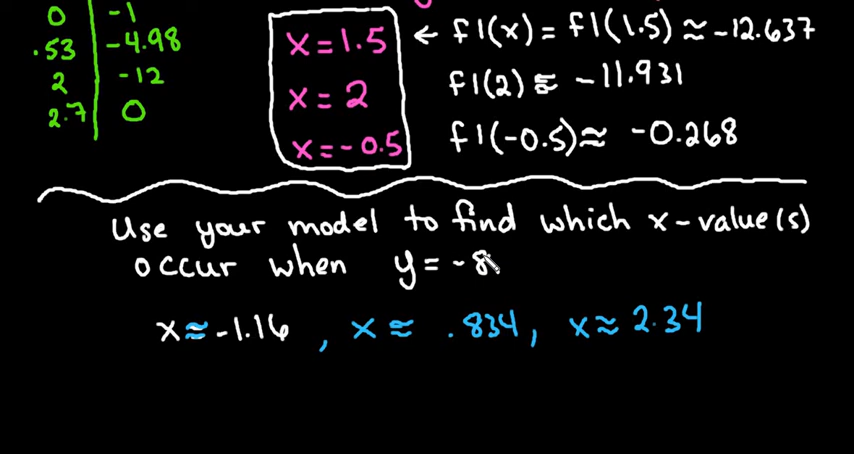 0 | -1
.53 | -4.98
2 | -12
2.7 | 0
x = 1.5
x = 2
x = -0.5
← f1(x) = f1(1.5) ≈ -12.637
f1(2) ≈ -11.931
f1(-0.5) ≈ -0.268
Use your model to find which x-value(s)
occur when y = -8
x ≈ -1.16 , x ≈ .834 , x ≈ 2.34